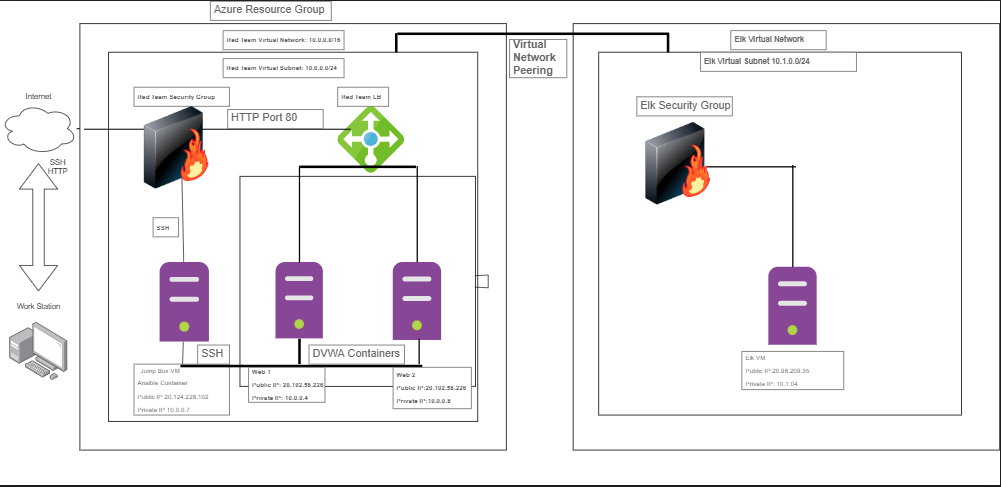 Azure Resource Group
Red Team Virtual Network: 10.0.0.0/16
Red Team Virtual Subnet: 10.0.0.0/24
Virtual
Network
Peering
Elk Virtual Network
Elk Virtual Subnet 10.1.0.0/24
Internet
Red Team Security Group
Red Team LB
HTTP Port 80
Elk Security Group
SSH
HTTP
SSH
Work Station
SSH
DVWA Containers
Jump Box VM
Ansible Container
Public IP 20.124.228.102
Private IP 10.0.0.7
Web 1
Public IP: 20.102.58.226
Private IP: 10.0.0.4
Web 2
Public IP:20.102.58.226
Private IP:10.0.0.8
Elk VM
Public IP:20.98.209.35
Private IP: 10.1.04